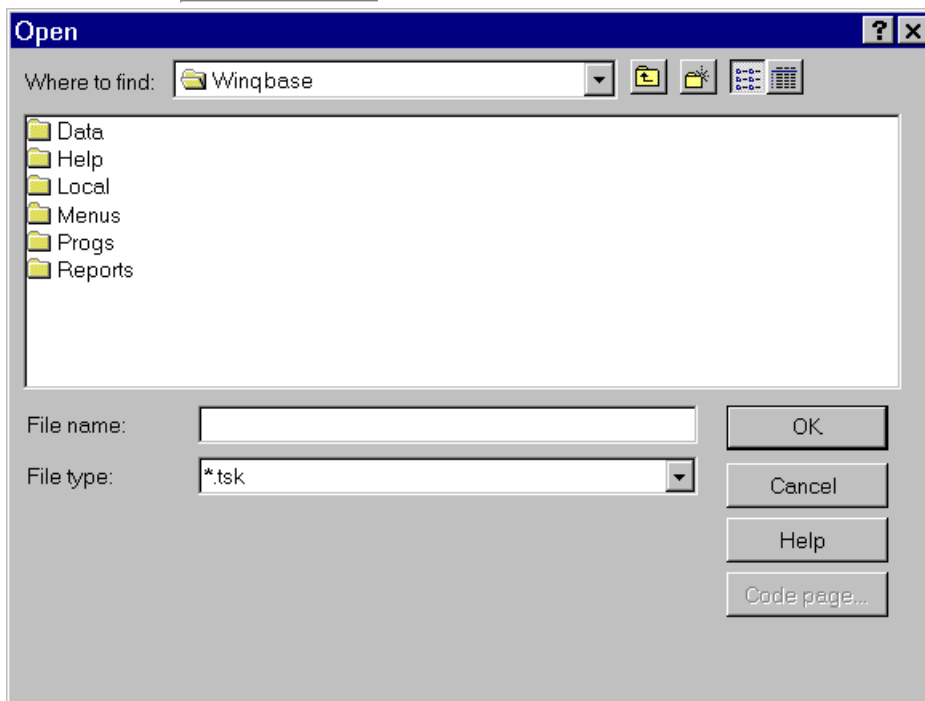 Open
Where to find: Winqbase
Data
Help
Local
Menus
Progs
Reports
File name: OK
File type: *.tsk Cancel
Help
Code page...